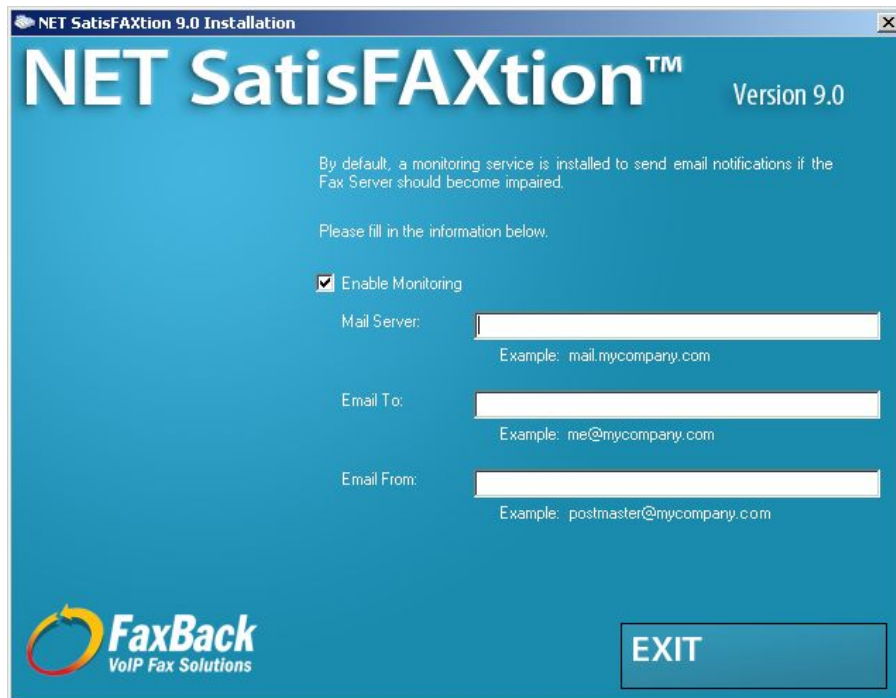 NET SatisFAXtion 9.0 Installation
NET SatisFAXtion™
Version 9.0
By default, a monitoring service is installed to send email notifications if the
Fax Server should become impaired.
Please fill in the information below.
Enable Monitoring
Mail Server:
Example: mail.mycompany.com
Email To:
Example: me@mycompany.com
Email From:
Example: postmaster@mycompany.com
FaxBack
VoIP Fax Solutions
EXIT